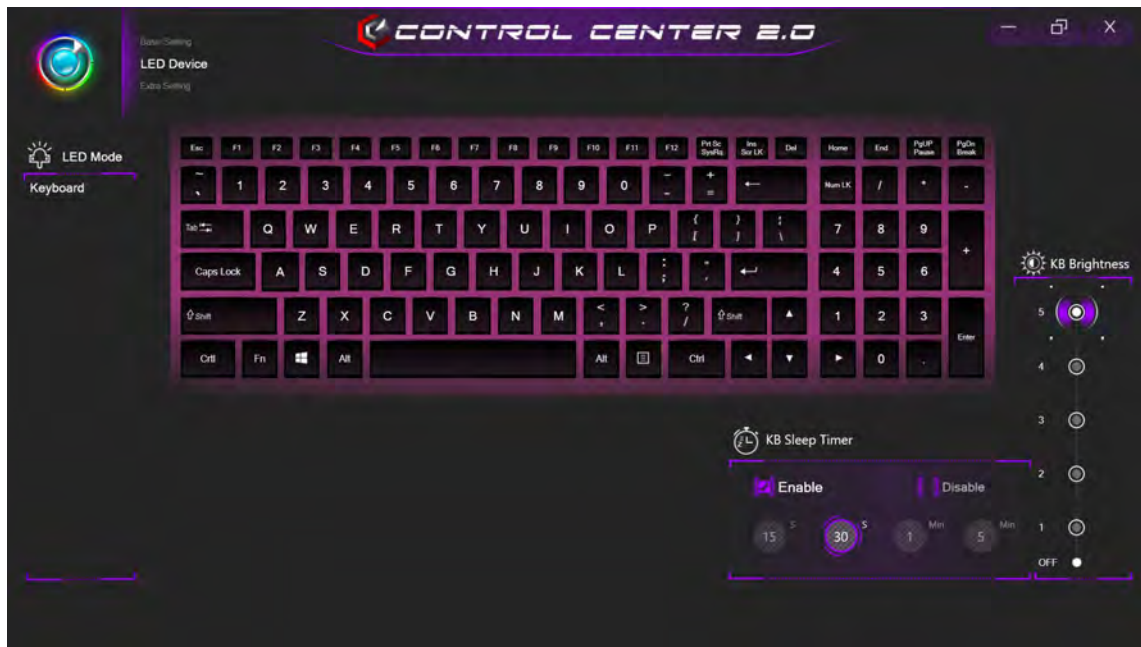 CONTROL CENTER 2.0
Basic Setting
LED Device
Extra Setting
LED Mode
Keyboard
Esc F1 F2 F3 F4 F5 F6 F7 F8 F9 F10 F11 F12 Prt Sc SysRq Ins Scr LK Del Home End PgUP Pause PgDn Break
~ ` 1 2 3 4 5 6 7 8 9 0 - _ + = ← Num LK / * -
Tab Q W E R T Y U I O P { [ } ] ¦ \ 7 8 9 +
Caps Lock A S D F G H J K L : ; " ' 4 5 6
Shift Z X C V B N M < , > . ? / Shift ▲ 1 2 3 Enter
Crtl Fn Alt Alt Ctrl ◄ ▼ ► 0 .
KB Brightness
5
4
3
2
1
OFF
KB Sleep Timer
Enable Disable
15 S 30 S 1 Min 5 Min